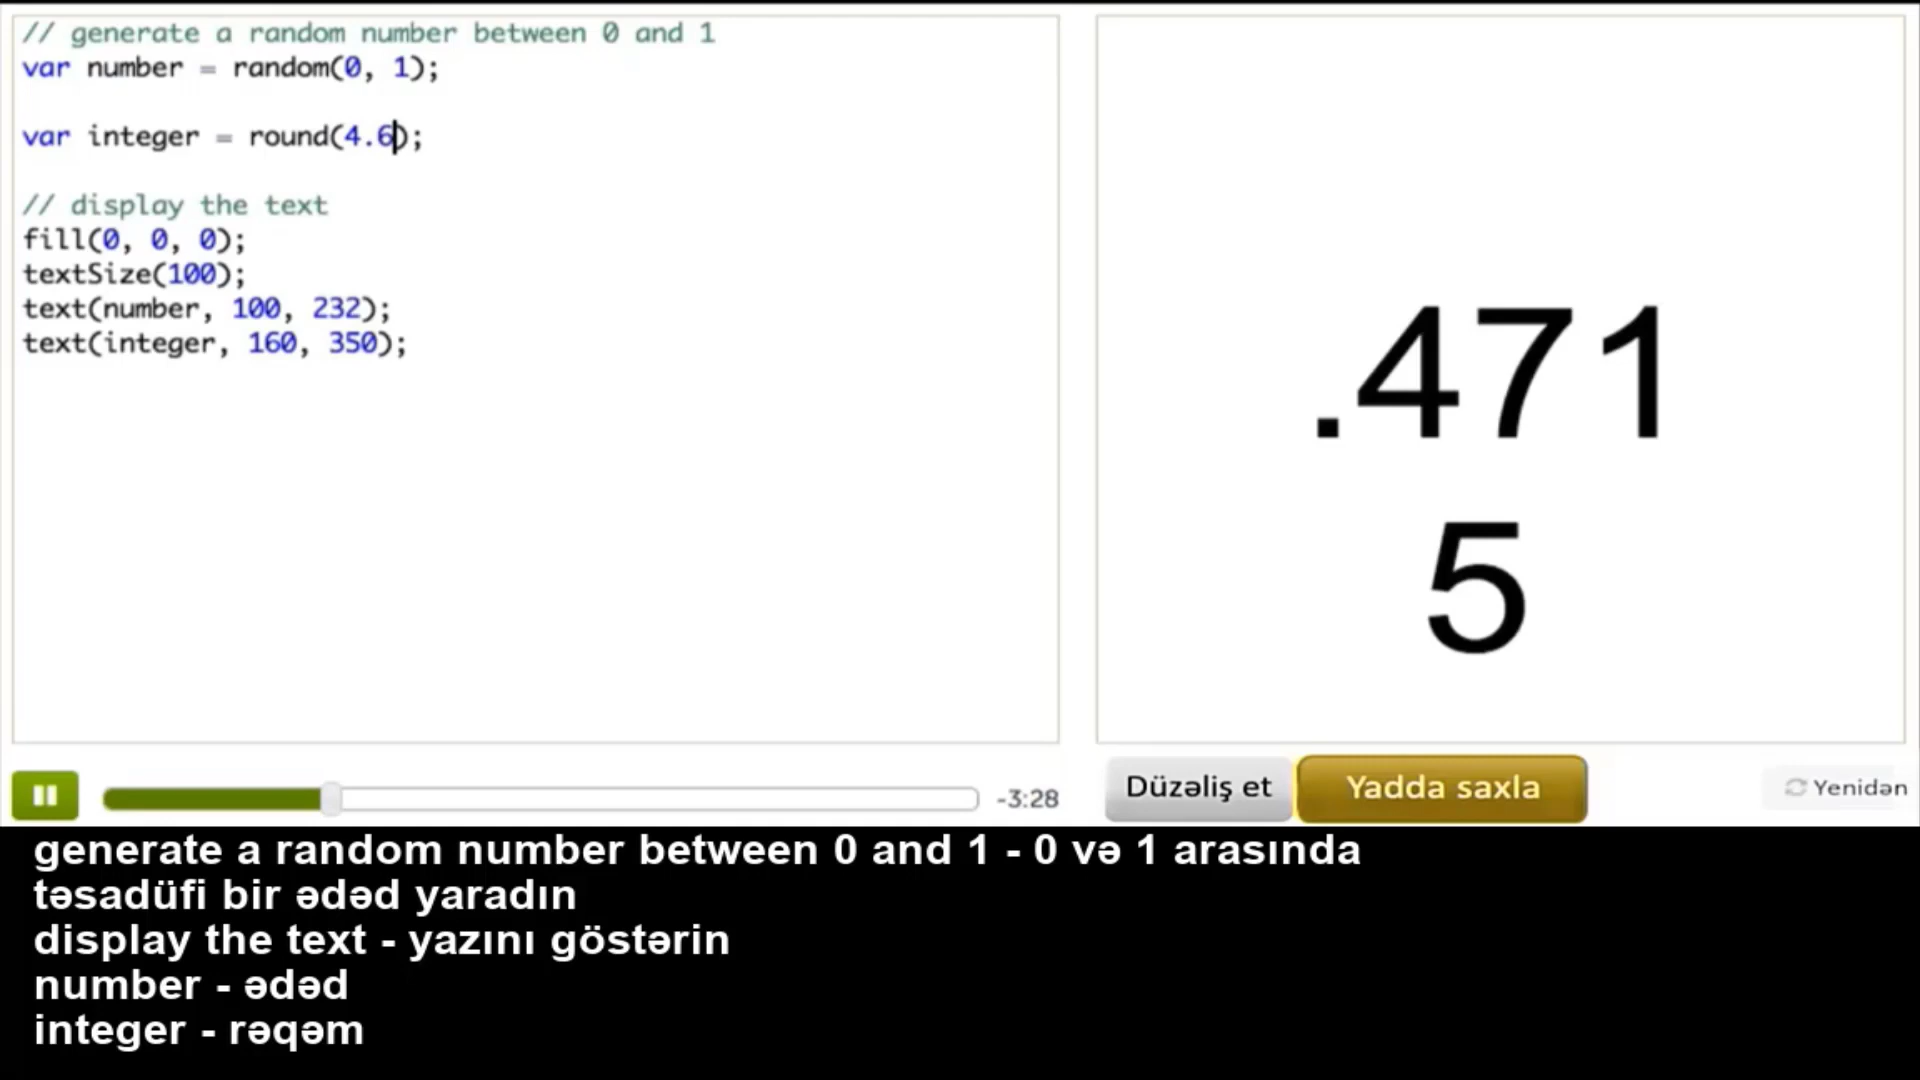 // generate a random number between 0 and 1
var number = random(0, 1);
var integer = round(4.6);
// display the text
fill(0, 0, 0);
textSize(100);
text(number, 100, 232);
text(integer, 160, 350);
.471
5
-3:28
Düzəliş et
Yadda saxla
Yenidən
generate a random number between 0 and 1 - 0 və 1 arasında
təsadüfi bir ədəd yaradın
display the text - yazını göstərin
number - ədəd
integer - rəqəm